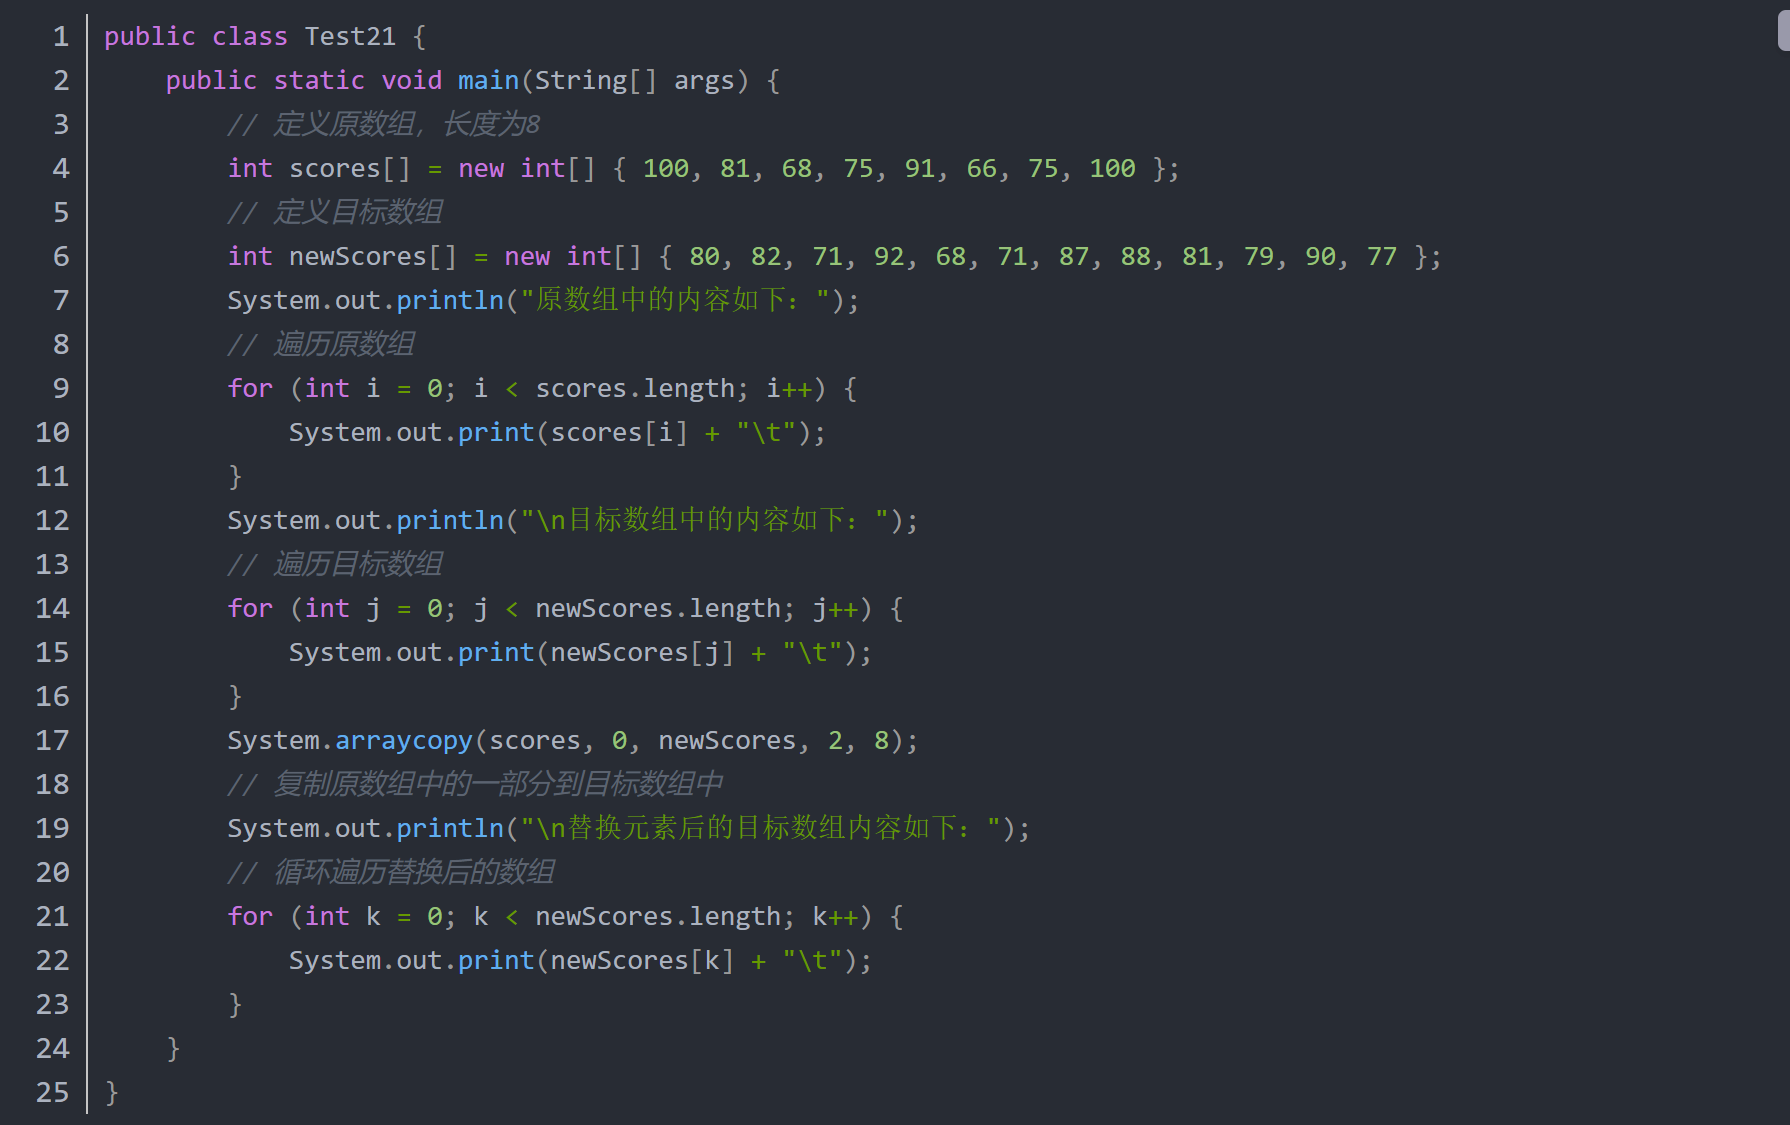 1 public class Test21 {
2     public static void main(String[] args) {
3         // 定义原数组，长度为8
4         int scores[] = new int[] { 100, 81, 68, 75, 91, 66, 75, 100 };
5         // 定义目标数组
6         int newScores[] = new int[] { 80, 82, 71, 92, 68, 71, 87, 88, 81, 79, 90, 77 };
7         System.out.println("原数组中的内容如下：");
8         // 遍历原数组
9         for (int i = 0; i < scores.length; i++) {
10             System.out.print(scores[i] + "\t");
11         }
12         System.out.println("\n目标数组中的内容如下：");
13         // 遍历目标数组
14         for (int j = 0; j < newScores.length; j++) {
15             System.out.print(newScores[j] + "\t");
16         }
17         System.arraycopy(scores, 0, newScores, 2, 8);
18         // 复制原数组中的一部分到目标数组中
19         System.out.println("\n替换元素后的目标数组内容如下：");
20         // 循环遍历替换后的数组
21         for (int k = 0; k < newScores.length; k++) {
22             System.out.print(newScores[k] + "\t");
23         }
24     }
25 }